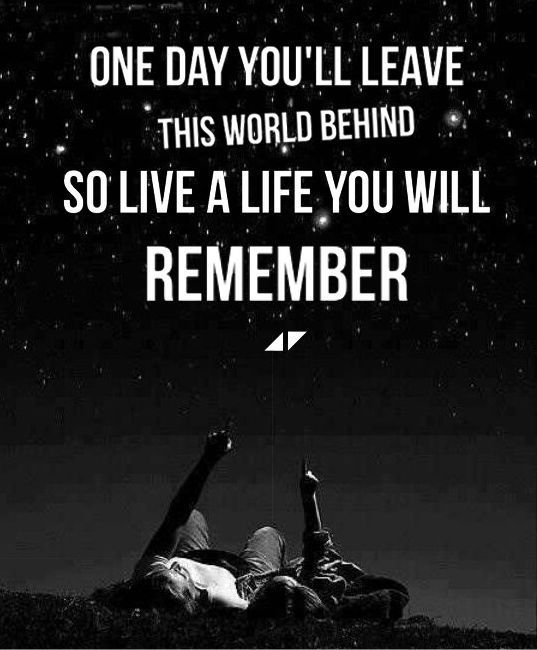 ONE DAY YOU'LL LEAVE
THIS WORLD BEHIND
SO LIVE A LIFE YOU WILL
REMEMBER